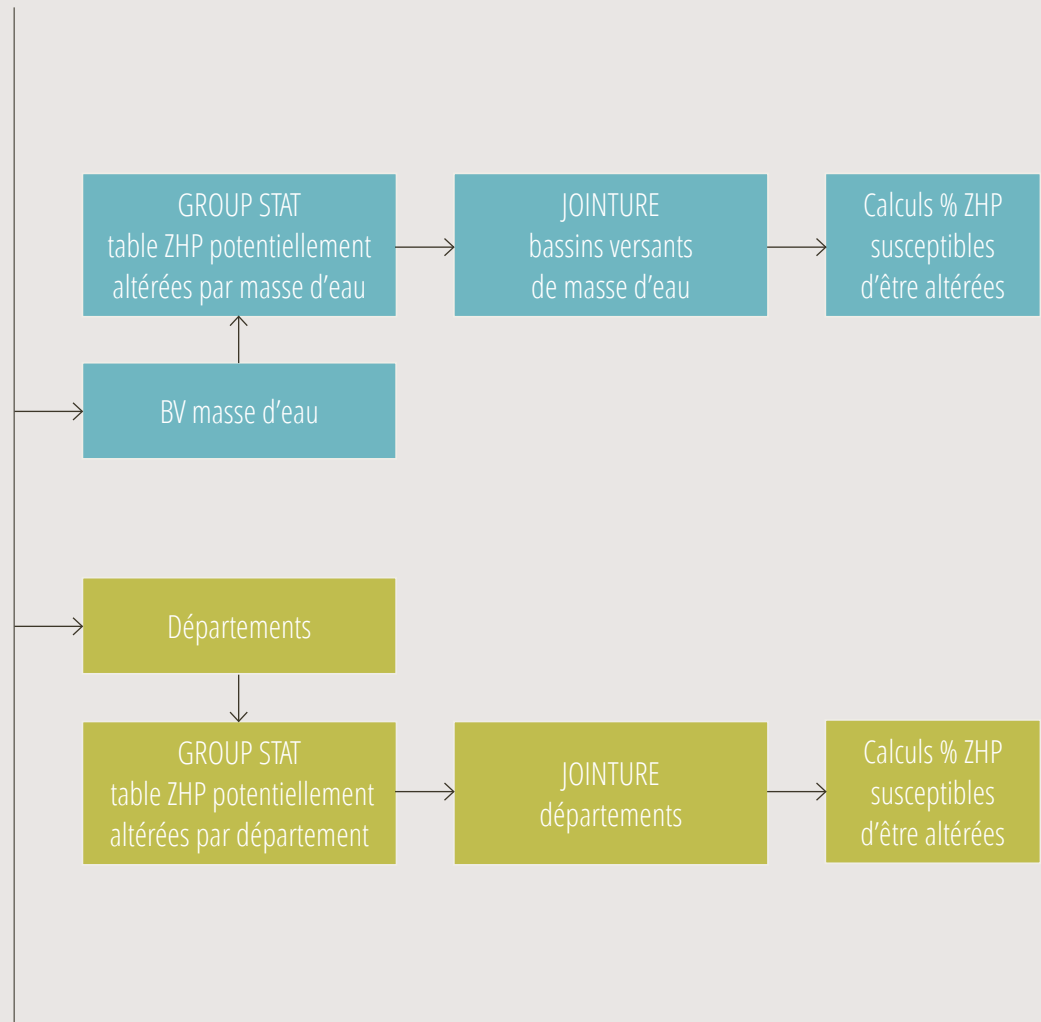 GROUP STAT
table ZHP potentiellement
altérées par masse d'eau
JOINTURE
bassins versants
de masse d'eau
Calculs % ZHP
susceptibles
d'être altérées
BV masse d'eau
Départements
GROUP STAT
table ZHP potentiellement
altérées par département
JOINTURE
départements
Calculs % ZHP
susceptibles
d'être altérées